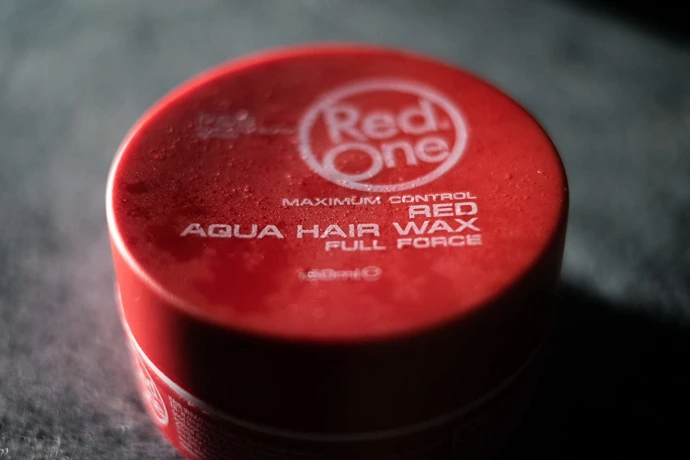 Red
One
MAXIMUM CONTROL
RED
AQUA HAIR WAX
FULL FORCE